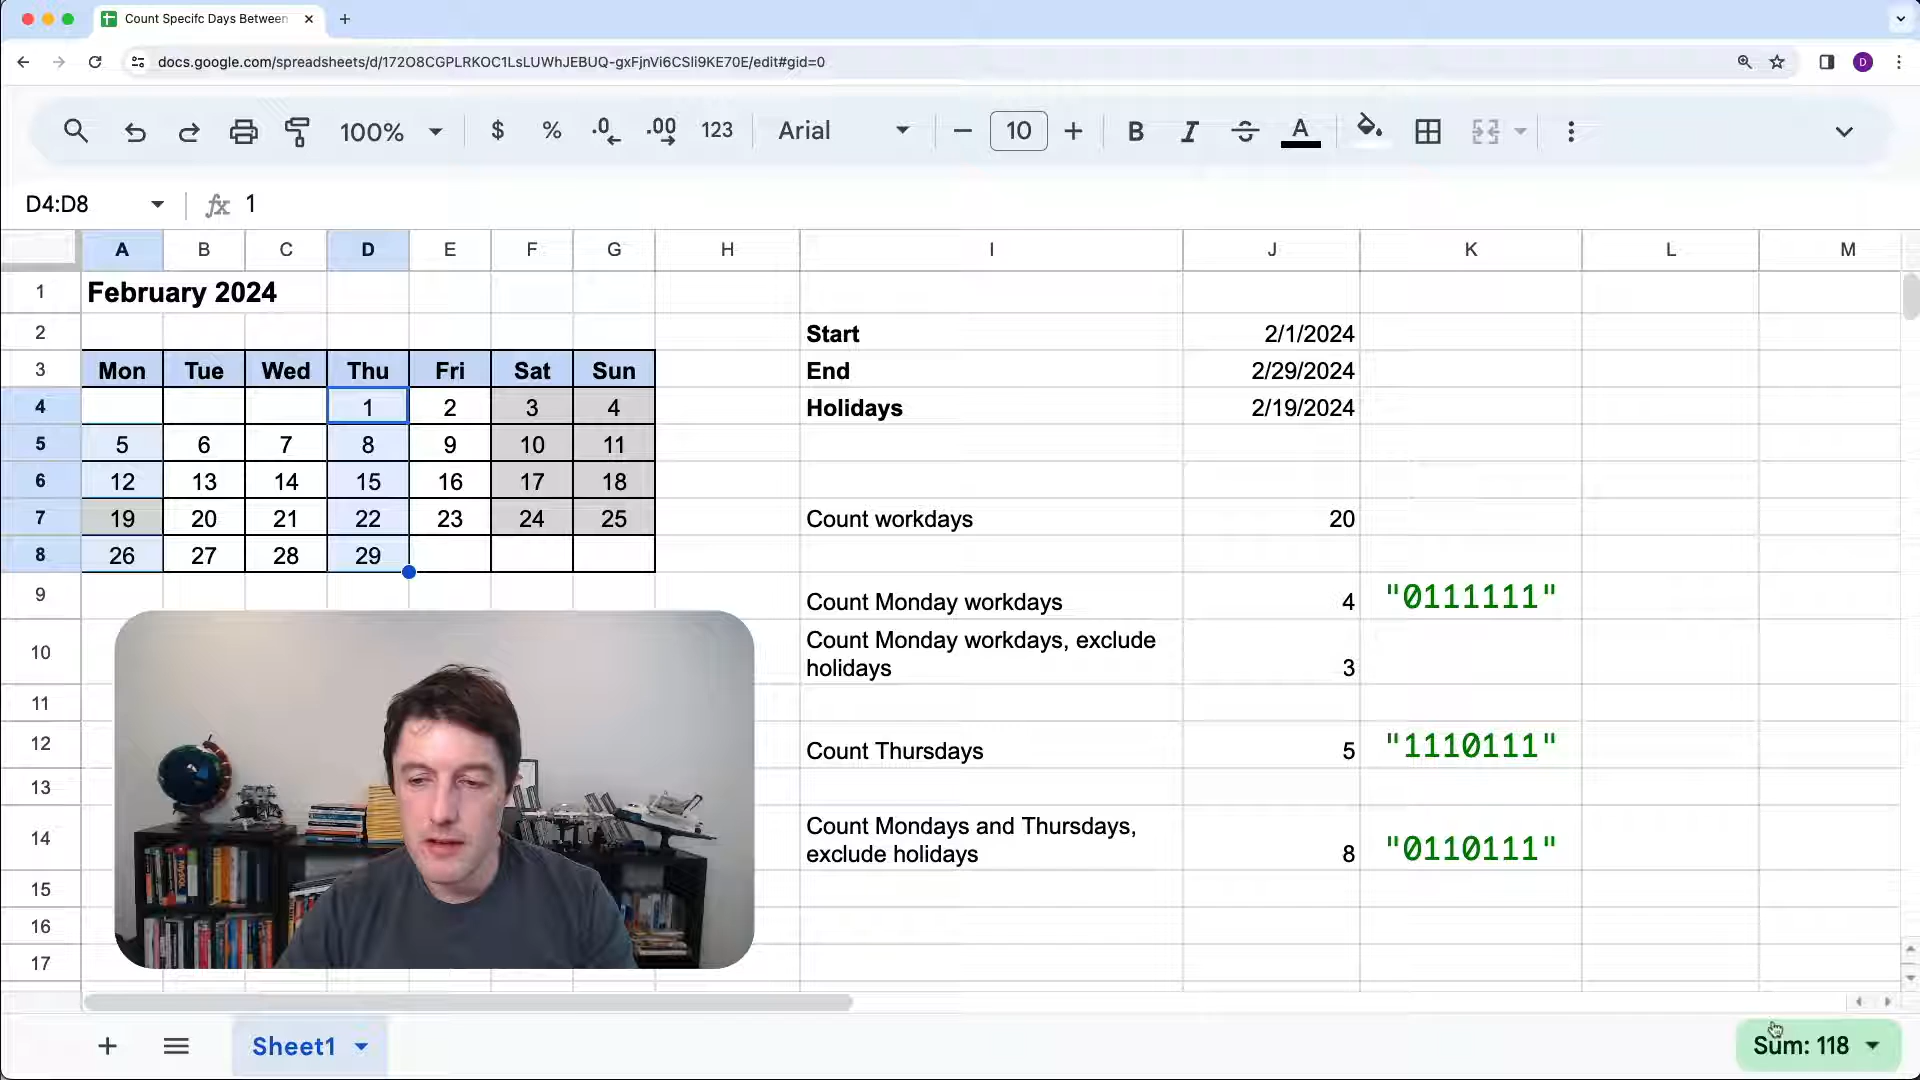 Count Specifc Days Between
docs.google.com/spreadsheets/d/172O8CGPLRKOC1LsLUWhJEBUQ-gxFjnVi6CSli9KE70E/edit#gid=0
D
100% $ % .0 .00 123 Arial 10 B I S A
D4:D8 fx 1
A B C D E F G H I J K L M
1 February 2024
2 Start 2/1/2024
3 Mon Tue Wed Thu Fri Sat Sun End 2/29/2024
4 1 2 3 4 Holidays 2/19/2024
5 5 6 7 8 9 10 11
6 12 13 14 15 16 17 18
7 19 20 21 22 23 24 25 Count workdays 20
8 26 27 28 29
9 Count Monday workdays 4 "0111111"
10 Count Monday workdays, exclude
holidays 3
11
12 Count Thursdays 5 "1110111"
13
14 Count Mondays and Thursdays,
exclude holidays 8 "0110111"
15
16
17
Sheet1 Sum: 118